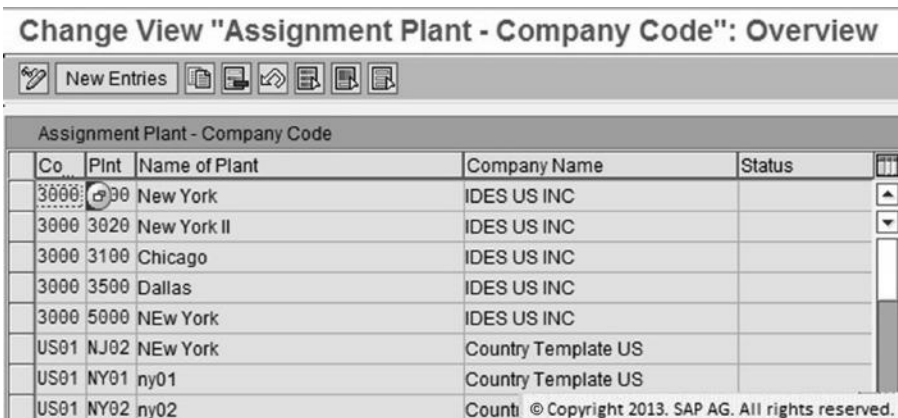 Change View "Assignment Plant - Company Code": Overview
New Entries
Assignment Plant - Company Code
Co... Plnt Name of Plant Company Name Status
3000 New York IDES US INC
3000 3020 New York II IDES US INC
3000 3100 Chicago IDES US INC
3000 3500 Dallas IDES US INC
3000 5000 NEw York IDES US INC
US01 NJ02 NEw York Country Template US
US01 NY01 ny01 Country Template US
US01 NY02 ny02
© Copyright 2013. SAP AG. All rights reserved.